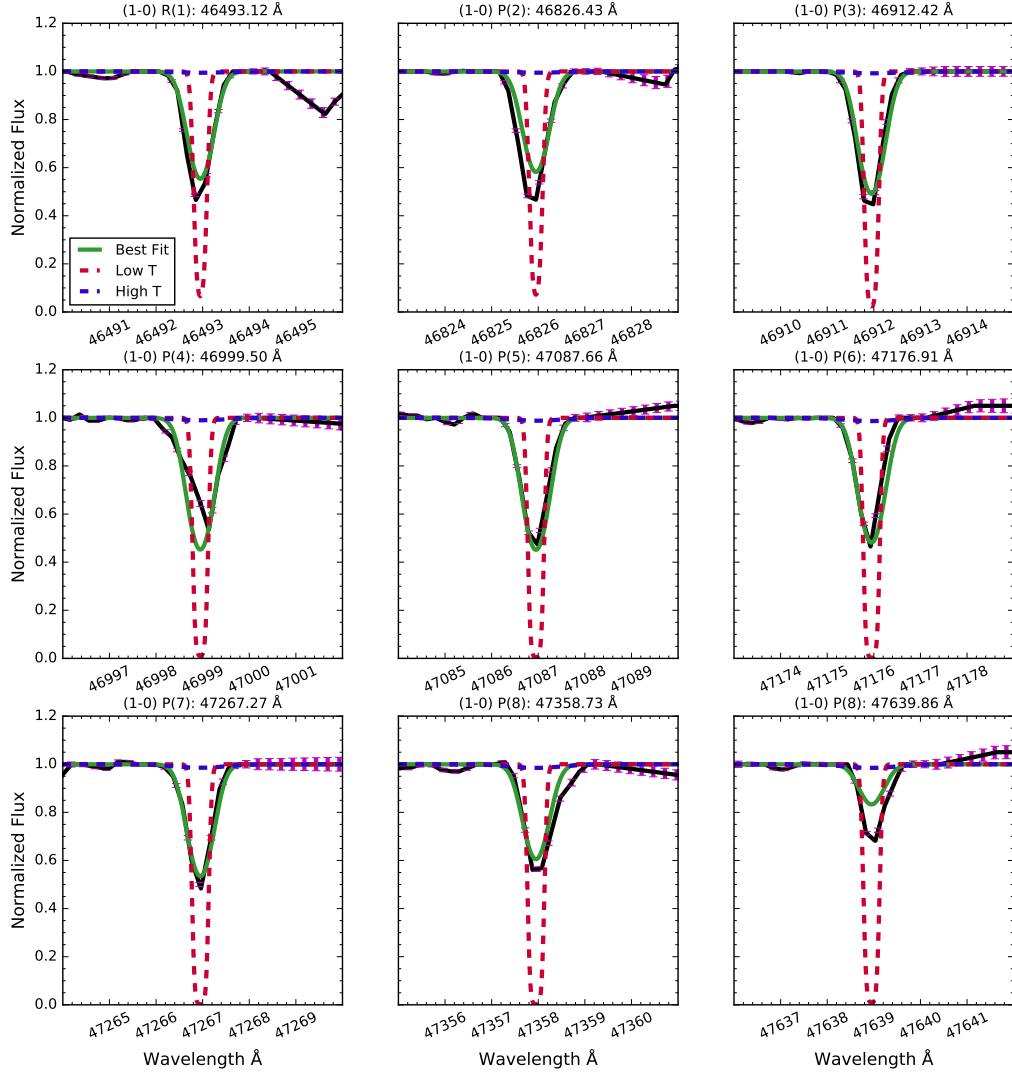 (1-0) R(1): 46493.12 Å
(1-0) P(2): 46826.43 Å
(1-0) P(3): 46912.42 Å
Normalized Flux
1.2
1.0
0.8
0.6
0.4
0.2
0.0
Best Fit
Low T
High T
46491 46492 46493 46494 46495
46824 46825 46826 46827 46828
46910 46911 46912 46913 46914
(1-0) P(4): 46999.50 Å
(1-0) P(5): 47087.66 Å
(1-0) P(6): 47176.91 Å
Normalized Flux
1.2
1.0
0.8
0.6
0.4
0.2
0.0
46997 46998 46999 47000 47001
47085 47086 47087 47088 47089
47174 47175 47176 47177 47178
(1-0) P(7): 47267.27 Å
(1-0) P(8): 47358.73 Å
(1-0) P(8): 47639.86 Å
Normalized Flux
1.2
1.0
0.8
0.6
0.4
0.2
0.0
47265 47266 47267 47268 47269
47356 47357 47358 47359 47360
47637 47638 47639 47640 47641
Wavelength Å
Wavelength Å
Wavelength Å